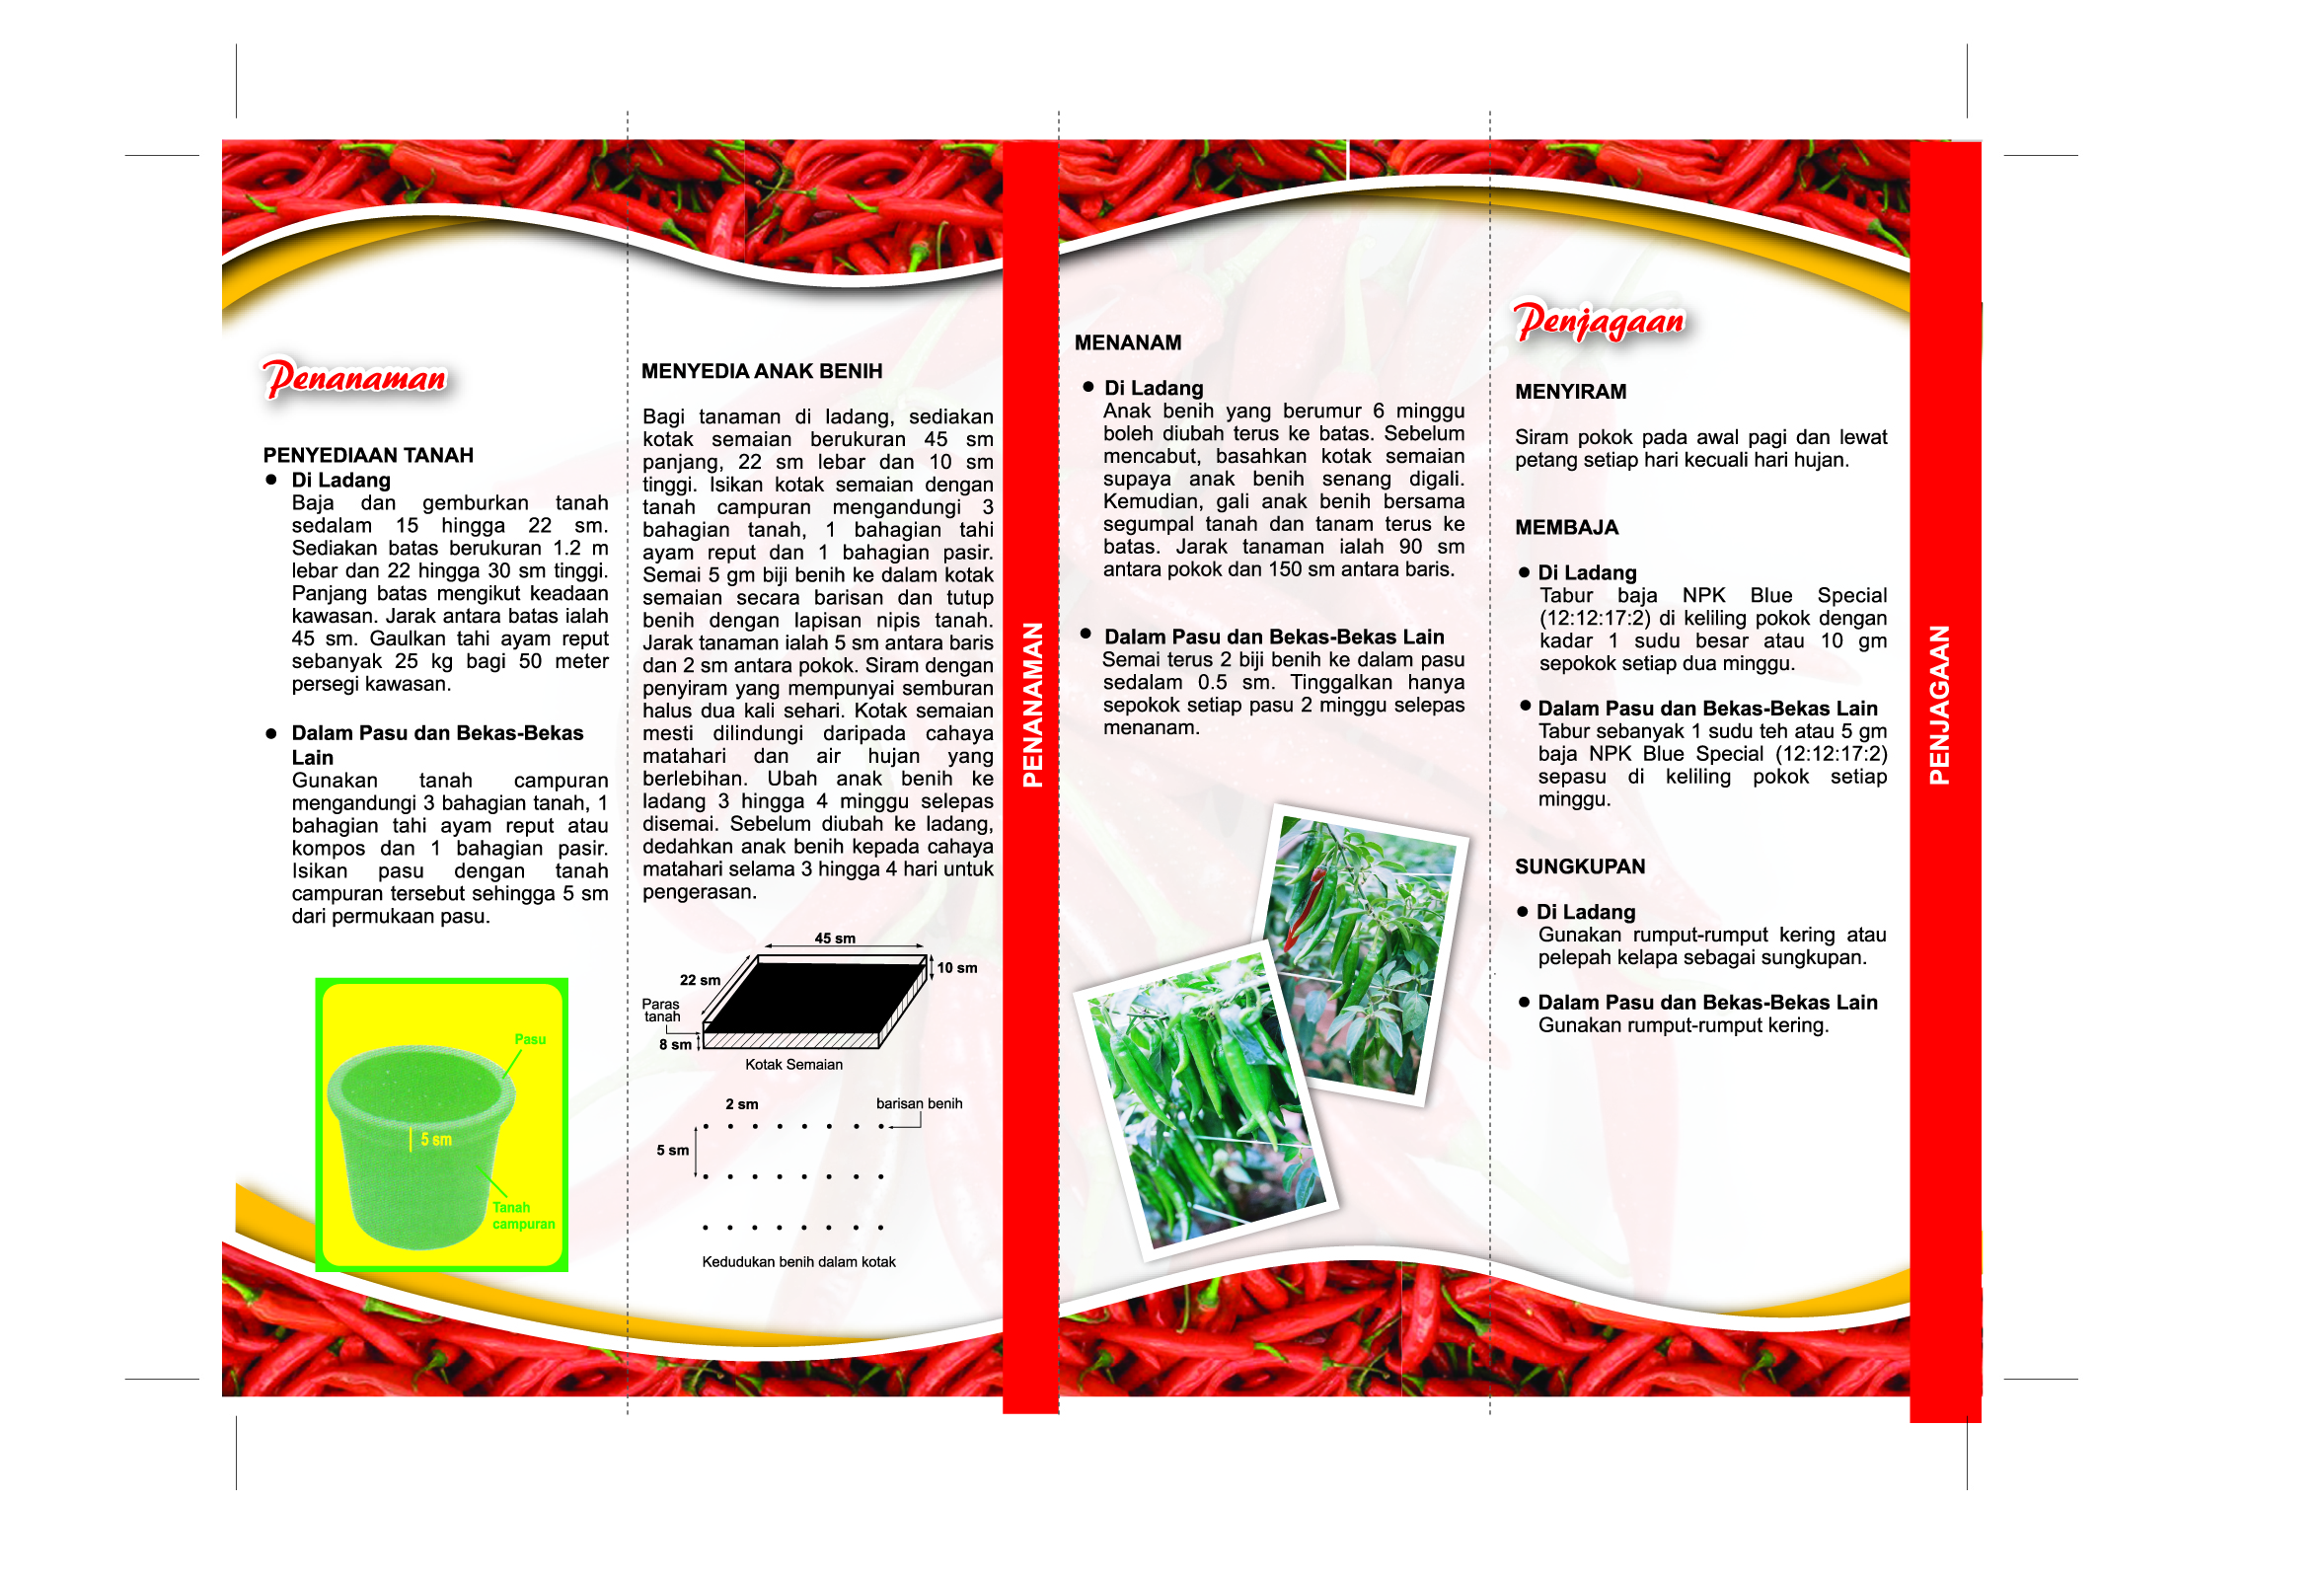 Penanaman
PENYEDIAAN TANAH
● Di Ladang
Baja dan gemburkan tanah
sedalam 15 hingga 22 sm.
Sediakan batas berukuran 1.2 m
lebar dan 22 hingga 30 sm tinggi.
Panjang batas mengikut keadaan
kawasan. Jarak antara batas ialah
45 sm. Gaulkan tahi ayam reput
sebanyak 25 kg bagi 50 meter
persegi kawasan.
● Dalam Pasu dan Bekas-Bekas
Lain
Gunakan tanah campuran
mengandungi 3 bahagian tanah, 1
bahagian tahi ayam reput atau
kompos dan 1 bahagian pasir.
Isikan pasu dengan tanah
campuran tersebut sehingga 5 sm
dari permukaan pasu.
Pasu
5 sm
Tanah
campuran
MENYEDIA ANAK BENIH
Bagi tanaman di ladang, sediakan
kotak semaian berukuran 45 sm
panjang, 22 sm lebar dan 10 sm
tinggi. Isikan kotak semaian dengan
tanah campuran mengandungi 3
bahagian tanah, 1 bahagian tahi
ayam reput dan 1 bahagian pasir.
Semai 5 gm biji benih ke dalam kotak
semaian secara barisan dan tutup
benih dengan lapisan nipis tanah.
Jarak tanaman ialah 5 sm antara baris
dan 2 sm antara pokok. Siram dengan
penyiram yang mempunyai semburan
halus dua kali sehari. Kotak semaian
mesti dilindungi daripada cahaya
matahari dan air hujan yang
berlebihan. Ubah anak benih ke
ladang 3 hingga 4 minggu selepas
disemai. Sebelum diubah ke ladang,
dedahkan anak benih kepada cahaya
matahari selama 3 hingga 4 hari untuk
pengerasan.
45 sm
10 sm
22 sm
Paras
tanah
8 sm
Kotak Semaian
2 sm
barisan benih
5 sm
Kedudukan benih dalam kotak
PENANAMAN
MENANAM
● Di Ladang
Anak benih yang berumur 6 minggu
boleh diubah terus ke batas. Sebelum
mencabut, basahkan kotak semaian
supaya anak benih senang digali.
Kemudian, gali anak benih bersama
segumpal tanah dan tanam terus ke
batas. Jarak tanaman ialah 90 sm
antara pokok dan 150 sm antara baris.
● Dalam Pasu dan Bekas-Bekas Lain
Semai terus 2 biji benih ke dalam pasu
sedalam 0.5 sm. Tinggalkan hanya
sepokok setiap pasu 2 minggu selepas
menanam.
Penjagaan
MENYIRAM
Siram pokok pada awal pagi dan lewat
petang setiap hari kecuali hari hujan.
MEMBAJA
● Di Ladang
Tabur baja NPK Blue Special
(12:12:17:2) di keliling pokok dengan
kadar 1 sudu besar atau 10 gm
sepokok setiap dua minggu.
● Dalam Pasu dan Bekas-Bekas Lain
Tabur sebanyak 1 sudu teh atau 5 gm
baja NPK Blue Special (12:12:17:2)
sepasu di keliling pokok setiap
minggu.
SUNGKUPAN
● Di Ladang
Gunakan rumput-rumput kering atau
pelepah kelapa sebagai sungkupan.
● Dalam Pasu dan Bekas-Bekas Lain
Gunakan rumput-rumput kering.
PENJAGAAN